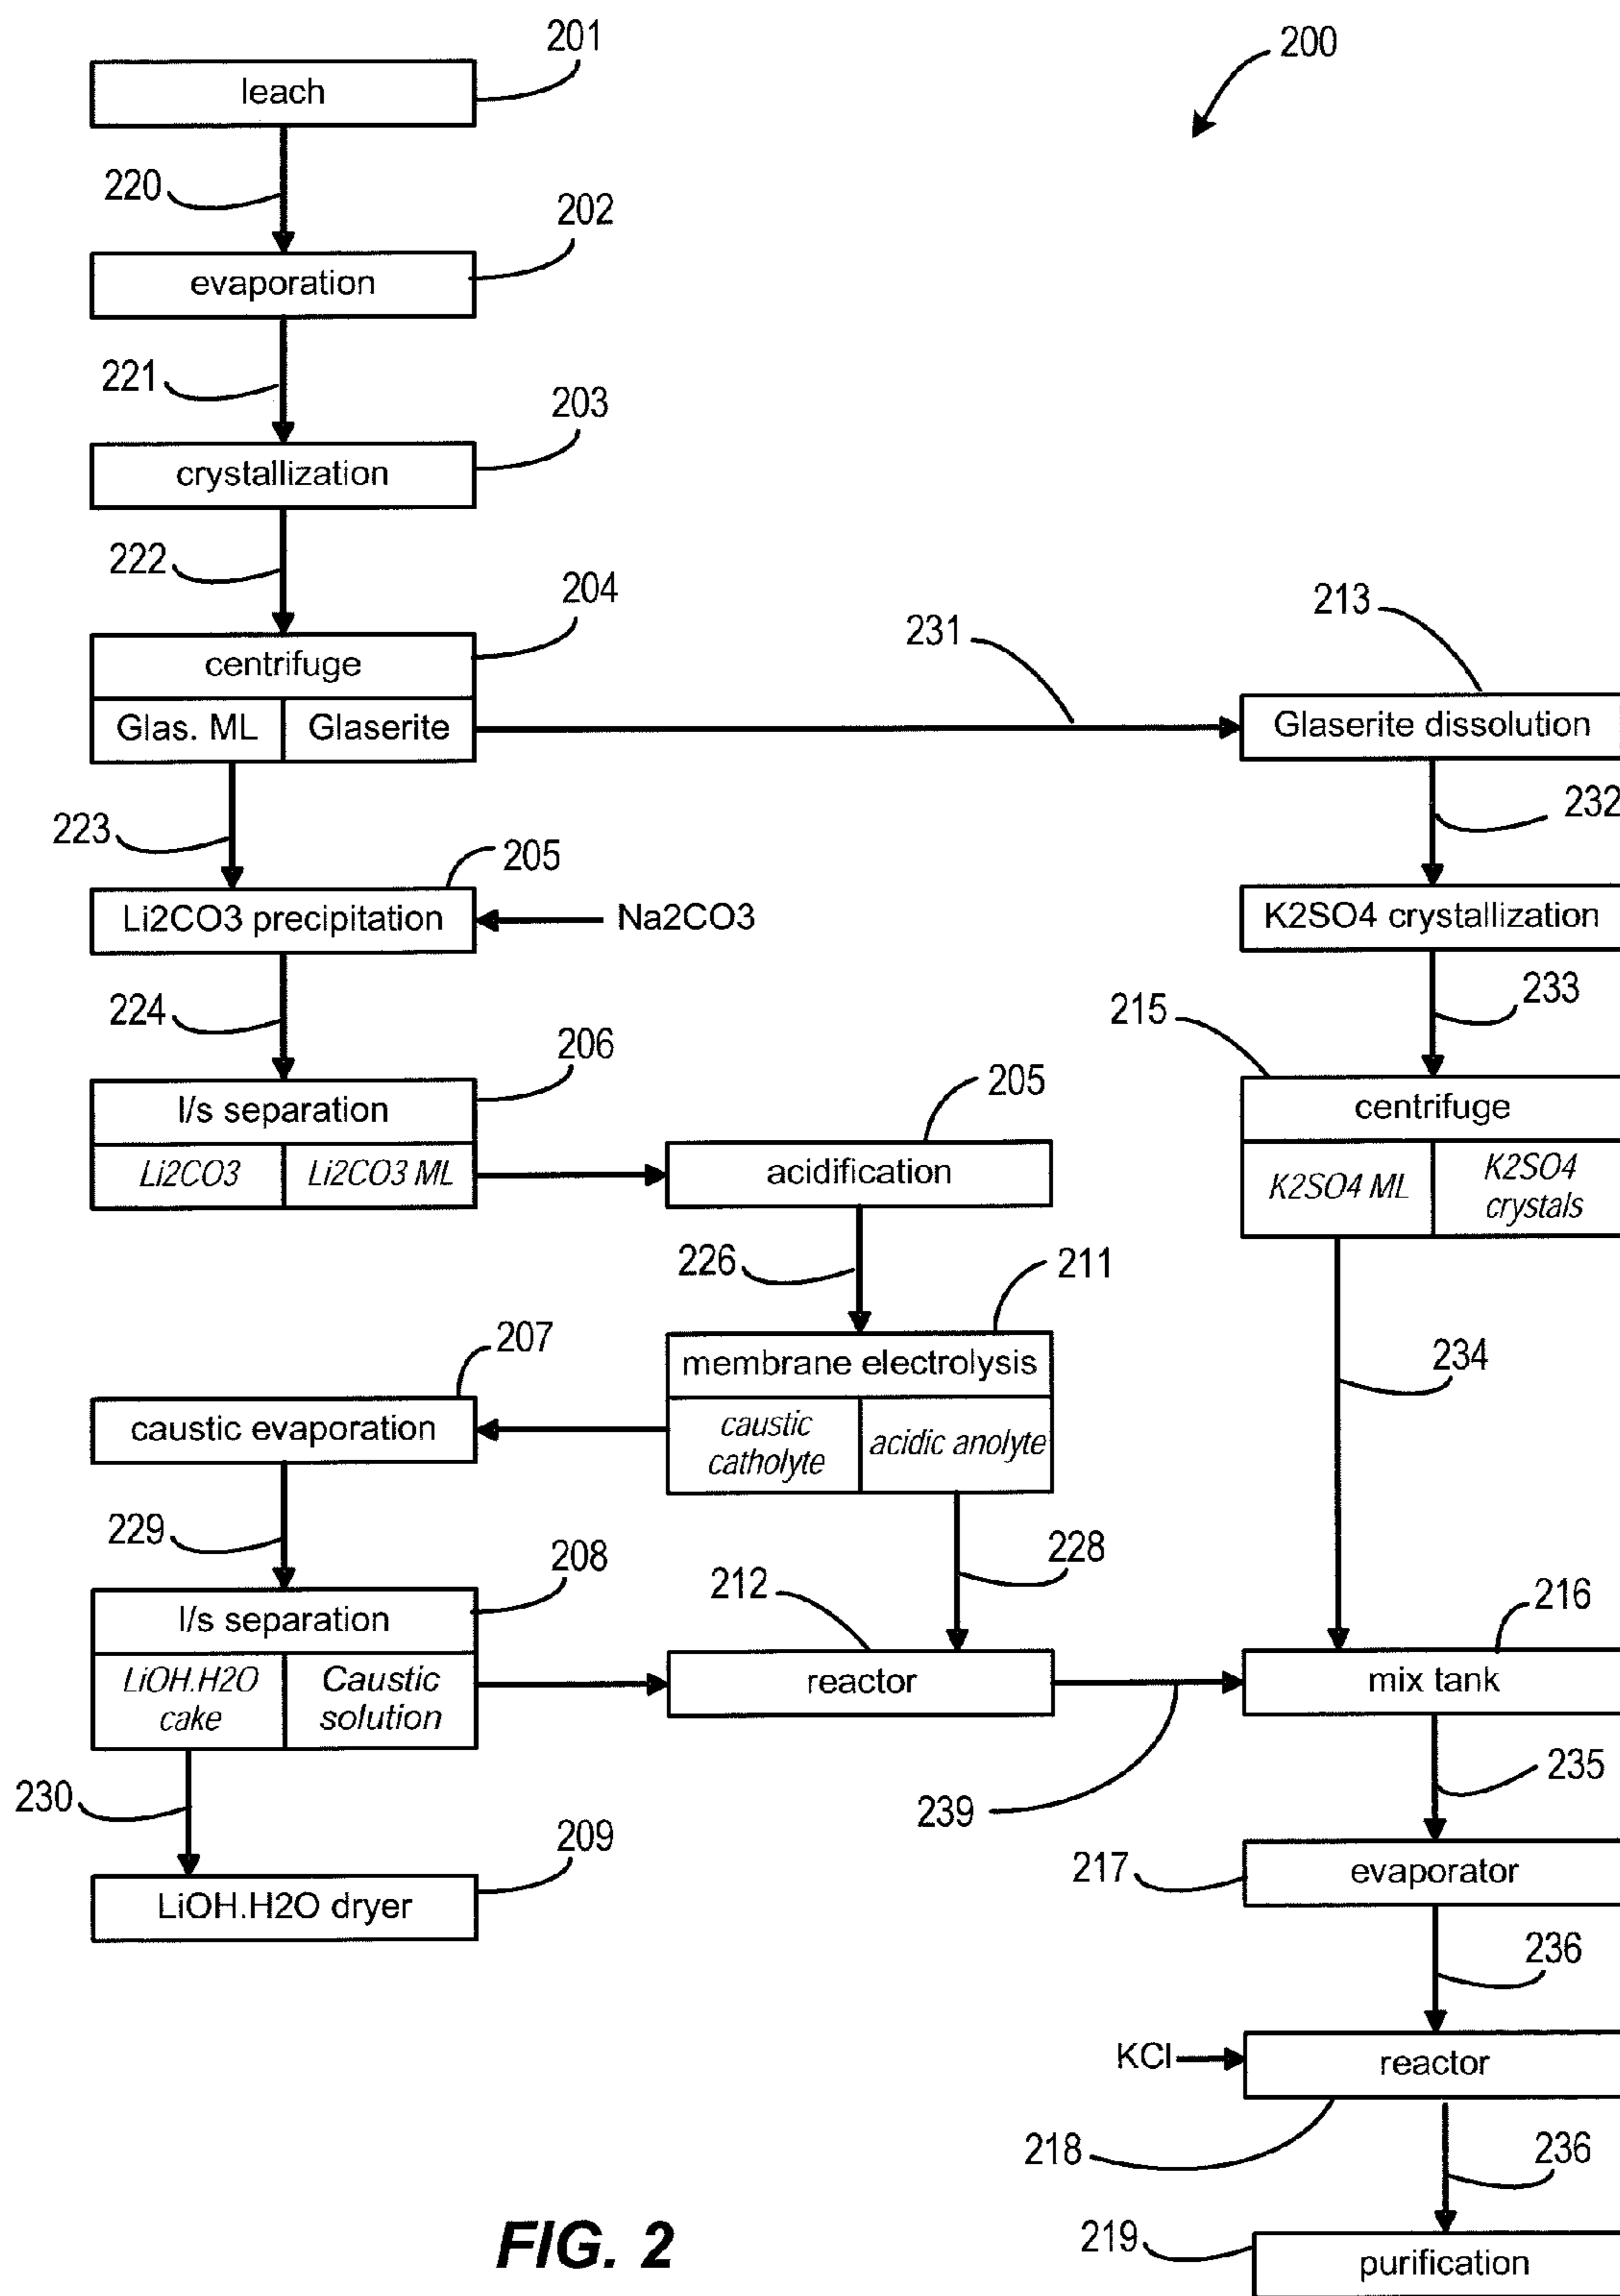 201
200
leach
220
202
evaporation
221
203
crystallization
222
204
213
231
centrifuge
Glas. ML
Glaserite
Glaserite dissolution
232
223
205
Li2CO3 precipitation
Na2CO3
K2SO4 crystallization
224
233
215
206
205
l/s separation
centrifuge
Li2CO3
Li2CO3 ML
acidification
K2SO4 ML
K2SO4
crystals
226
211
207
membrane electrolysis
234
caustic evaporation
caustic
catholyte
acidic anolyte
229
208
228
212
216
l/s separation
LiOH.H2O
cake
Caustic
solution
reactor
mix tank
230
239
235
209
217
evaporator
LiOH.H2O dryer
236
KCl
reactor
218
236
FIG. 2
219
purification